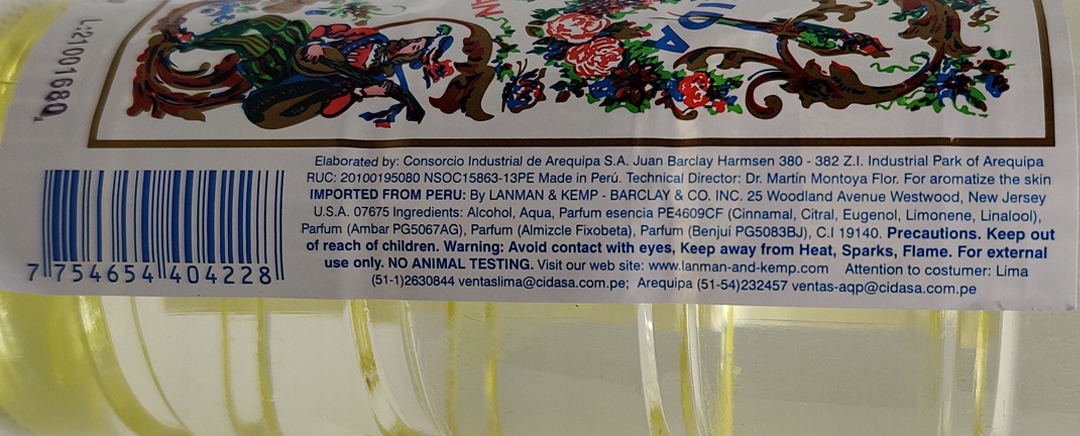 L21001680
IDA
Elaborated by: Consorcio Industrial de Arequipa S.A. Juan Barclay Harmsen 380 - 382 Z.I. Industrial Park of Arequipa
RUC: 20100195080 NSOC15863-13PE Made in Perú. Technical Director: Dr. Martín Montoya Flor. For aromatize the skin
IMPORTED FROM PERU: By LANMAN & KEMP - BARCLAY & CO. INC. 25 Woodland Avenue Westwood, New Jersey
U.S.A. 07675 Ingredients: Alcohol, Aqua, Parfum esencia PE4609CF (Cinnamal, Citral, Eugenol, Limonene, Linalool),
Parfum (Ambar PG5067AG), Parfum (Almizcle Fixobeta), Parfum (Benjuí PG5083BJ), C.I 19140. Precautions. Keep out
of reach of children. Warning: Avoid contact with eyes, Keep away from Heat, Sparks, Flame. For external
use only. NO ANIMAL TESTING. Visit our web site: www.lanman-and-kemp.com Attention to costumer: Lima
(51-1)2630844 ventaslima@cidasa.com.pe; Arequipa (51-54)232457 ventas-aqp@cidasa.com.pe
7 754654 404228